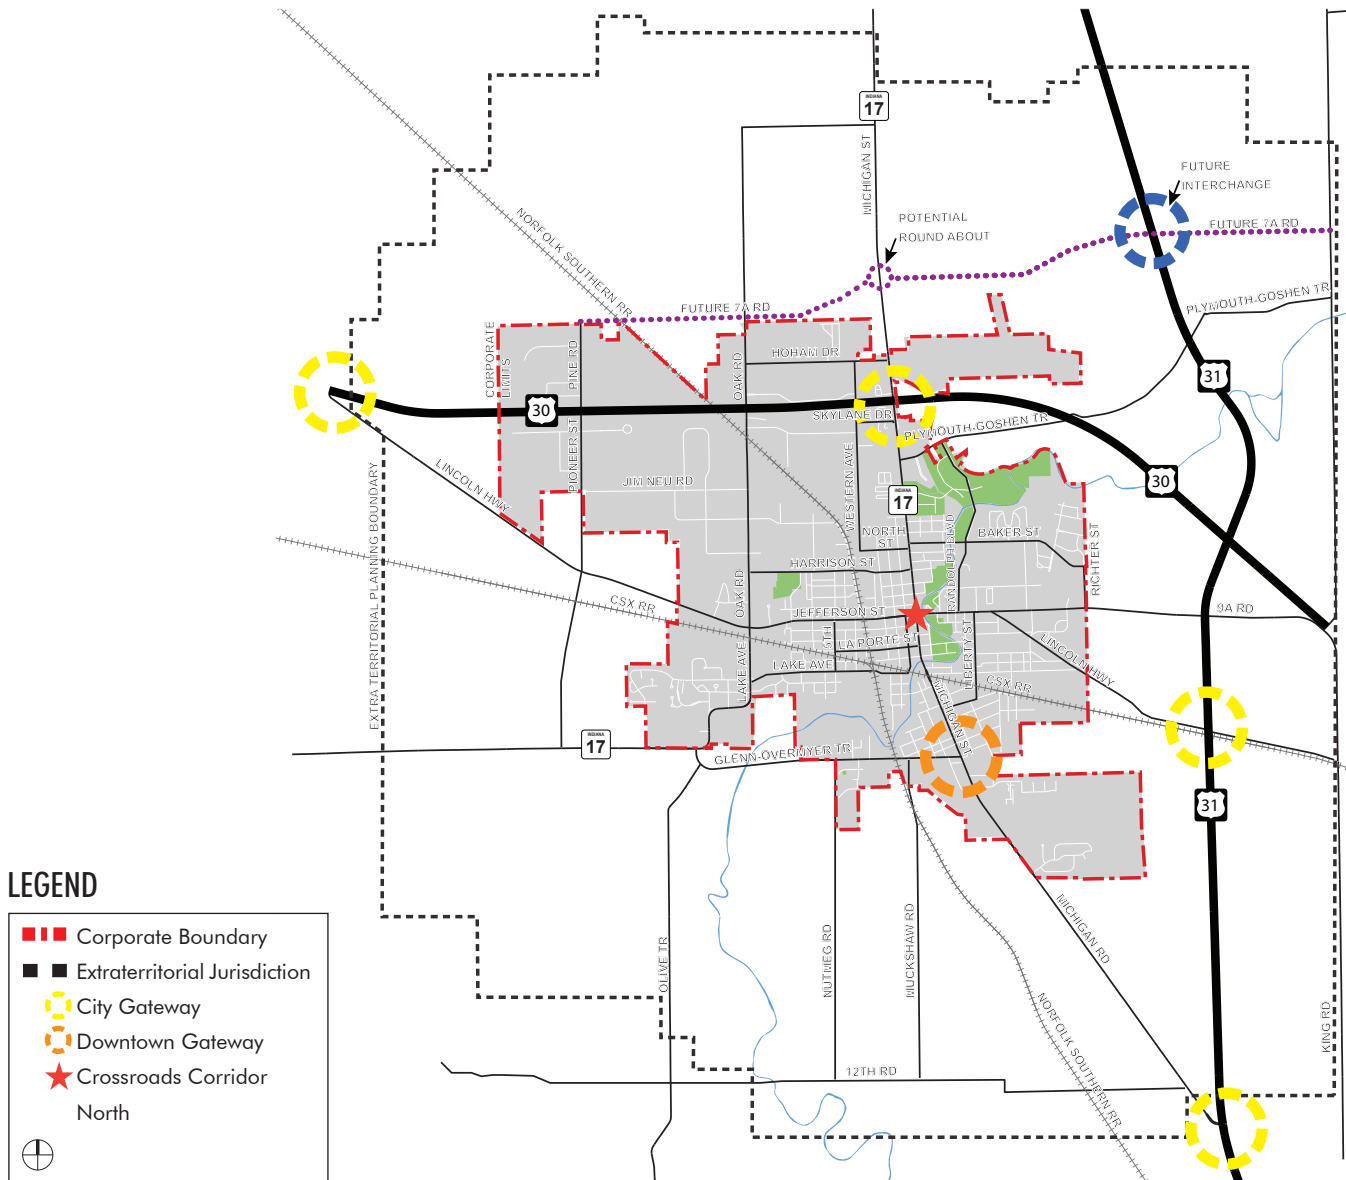 INDIANA
17
MICHIGAN ST
FUTURE
INTERCHANGE
POTENTIAL
ROUND ABOUT
FUTURE 7A RD
NORFOLK SOUTHERN RR
FUTURE 7A RD
PLYMOUTH-GOSHEN TR
CORPORATE
LIMITS
PINE RD
OAK RD
HOHAM DR
31
30
SKYLANE DR
PLYMOUTH-GOSHEN TR
PIONEER ST
LINCOLN HWY
JIM NEU RD
WESTERN AVE
30
INDIANA
17
EXTRA TERRITORIAL PLANNING BOUNDARY
NORTH
ST
BAKER ST
RANDOLPH BLVD
RICHTER ST
HARRISON ST
OAK RD
CSX RR
JEFFERSON ST
9A RD
5TH
LA PORTE ST
LIBERTY ST
LINCOLN HWY
LAKE AVE
LAKE AVE
CSX RR
MICHIGAN ST
INDIANA
17
GLENN-OVERMYER TR
31
LEGEND
Corporate Boundary
Extraterritorial Jurisdiction
City Gateway
Downtown Gateway
Crossroads Corridor
North
OLIVE TR
NUTMEG RD
MUCKSHAW RD
MICHIGAN RD
NORFOLK SOUTHERN RR
KING RD
12TH RD